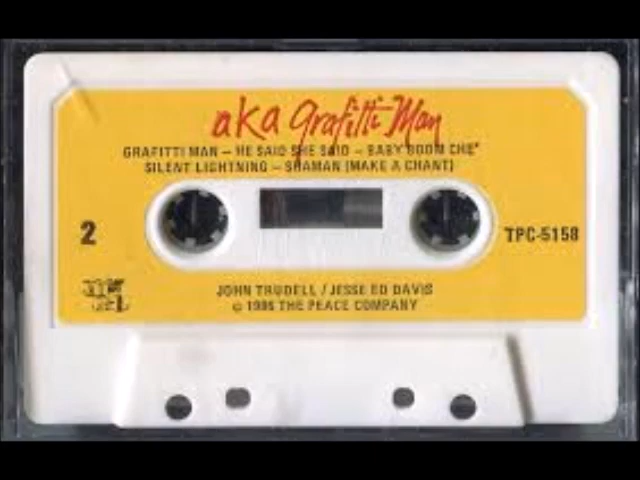 aka grafitti Man
GRAFITTI MAN – HE SAID SHE SAID – BABY BOOM CHE
SILENT LIGHTNING – SHAMAN (MAKE A CHANT)
2
TPC-5158
JOHN TRUDELL / JESSE ED DAVIS
© 1986 THE PEACE COMPANY